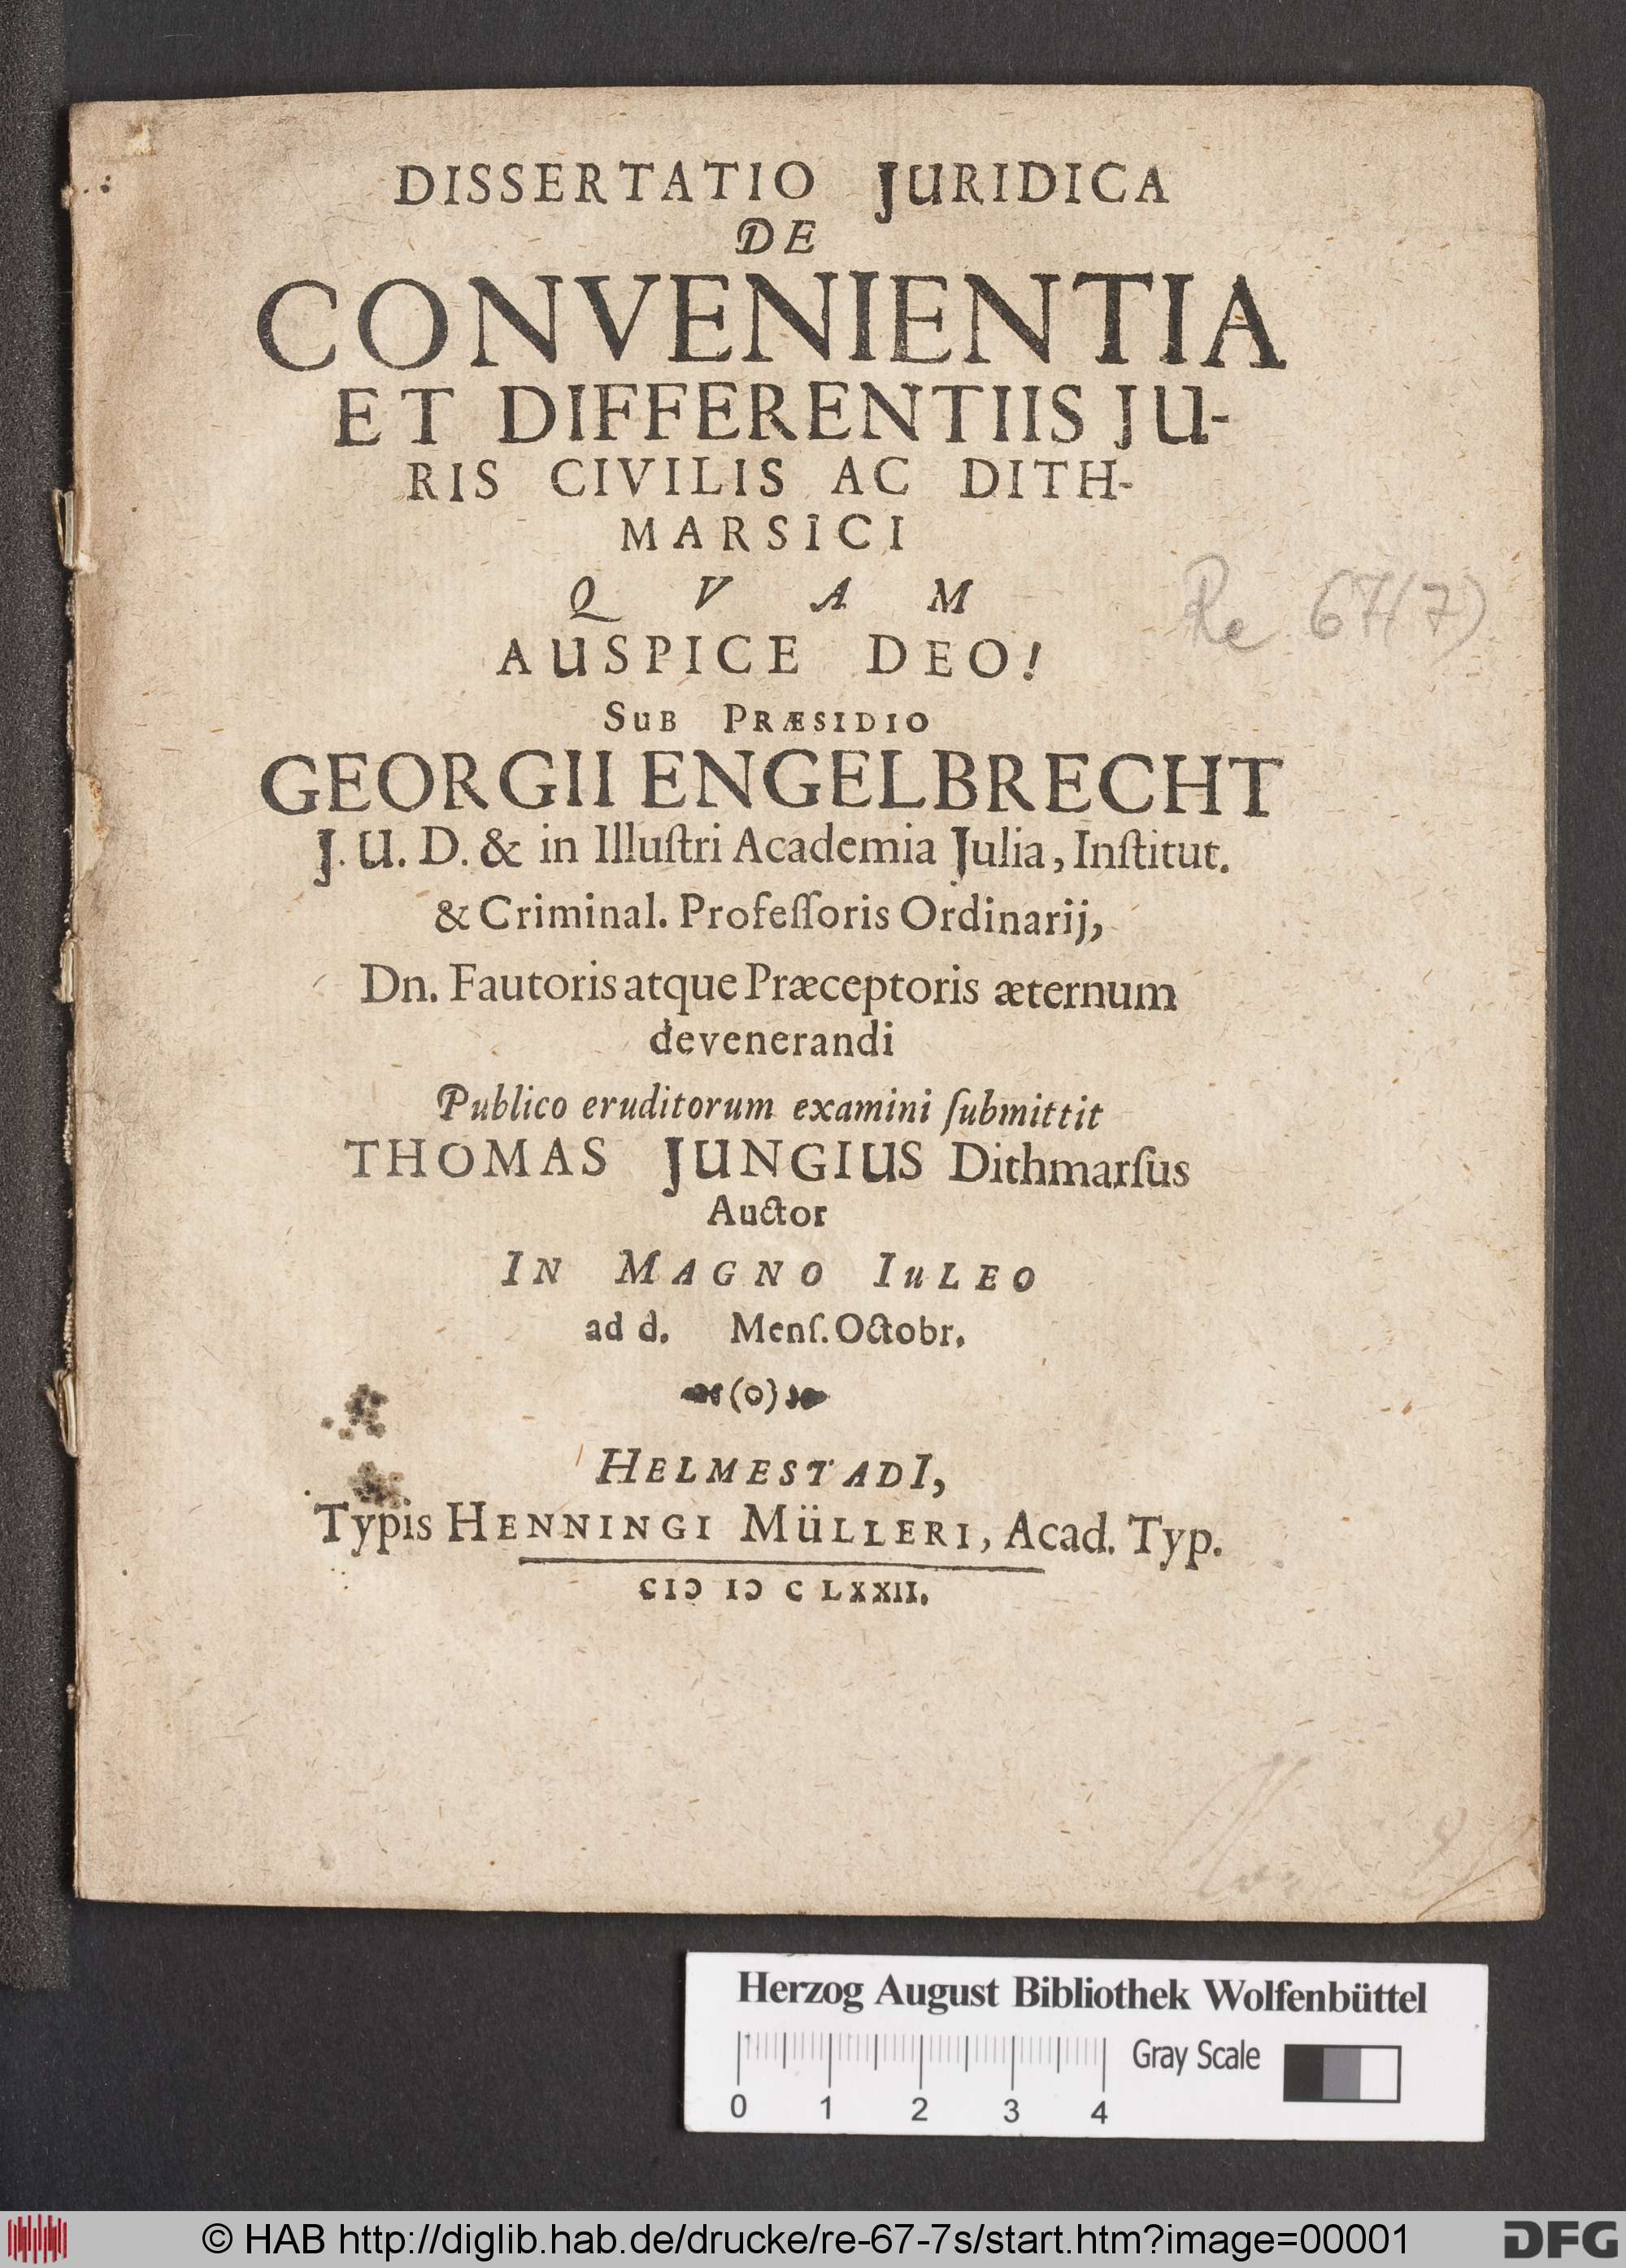 DISSERTATIO JURIDICA
DE
CONVENIENTIA
ET DIFFERENTIIS JU-
RIS CIVILIS AC DITH-
MARSICI
QVAM
AUSPICE DEO!
SUB PRÆSIDIO
GEORGII ENGELBRECHT
J. U. D. & in Illuſtri Academia Julia, Inſtitut.
& Criminal. Profeſſoris Ordinarij,
Dn. Fautoris atque Præceptoris æternum
devenerandi
Publico eruditorum examini ſubmittit
THOMAS JUNGIUS Dithmarſus
Auctor
IN MAGNO IULEO
ad d. Menſ. Octobr.
(o)
HELMESTADI,
Typis HENNINGI MÜLLERI, Acad. Typ.
CIↃ IↃ C LXXII.
Re 67(7)
Herzog August Bibliothek Wolfenbüttel
0 1 2 3 4
Gray Scale
© HAB http://diglib.hab.de/drucke/re-67-7s/start.htm?image=00001
DFG